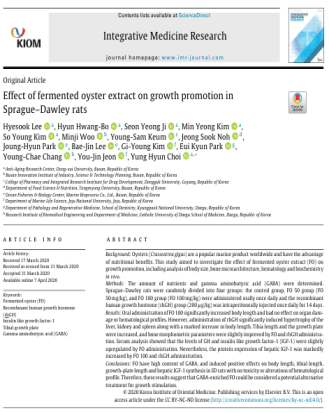 Contents lists available at ScienceDirect
Integrative Medicine Research
KIOM
journal homepage: www.imr-journal.com
Original Article
Effect of fermented oyster extract on growth promotion in
Sprague–Dawley rats
Hyesook Lee a, Hyun Hwang-Bo a, Seon Yeong Ji a, Min Yeong Kim a,
So Young Kim a, Minji Woo b, Young-Sam Keum c, Jeong Sook Noh d,
Joung-Hyun Park e, Bae-Jin Lee e, Gi-Young Kim f, Eui Kyun Park g,
Young-Chae Chang h, You-Jin Jeon f, Yung Hyun Choi a,
a Anti-Aging Research Center, Dong-eui University, Busan, Republic of Korea
b Busan Innovation Institute of Industry, Science & Technology Planning, Busan, Republic of Korea
c College of Pharmacy and Integrated Research Institute for Drug Development, Dongguk University, Goyang, Republic of Korea
d Department of Food Science & Nutrition, Tongmyong University, Busan, Republic of Korea
e Ocean Fisheries & Biology Center, Marine Bioprocess Co., Ltd., Busan, Republic of Korea
f Department of Marine Life Science, Jeju National University, Jeju, Republic of Korea
g Department of Pathology and Regenerative Medicine, School of Dentistry, Kyungpook National University, Daegu, Republic of Korea
h Research Institute of Biomedical Engineering and Department of Medicine, Catholic University of Daegu School of Medicine, Daegu, Republic of Korea
ARTICLE INFO
Article history:
Received 17 March 2020
Received in revised form 31 March 2020
Accepted 31 March 2020
Available online 7 April 2020
Keywords:
Fermented oyster (FO)
Recombinant human growth hormone
(rhGH)
Insulin like growth factor-1
Tibial growth plate
Gamma aminobutyric acid (GABA)
ABSTRACT
Background: Oysters (Crassostrea gigas) are a popular marine product worldwide and have the advantage
of nutritional benefits. This study aimed to investigate the effect of fermented oyster extract (FO) on
growth promotion, including analysis of body size, bone microarchitecture, hematology and biochemistry
in vivo.
Methods: The amount of nutrients and gamma aminobutyric acid (GABA) were determined.
Sprague–Dawley rats were randomly divided into four groups: the control group, FO 50 group (FO
50 mg/kg), and FO 100 group (FO 100 mg/kg) were administered orally once daily and the recombinant
human growth hormone (rhGH) group (200 μg/kg) was intraperitoneally injected once daily for 14 days.
Results: Oral administration of FO 100 significantly increased body length and had no effect on organ dam-
age or hematological profiles. However, administration of rhGH significantly induced hypertrophy of the
liver, kidney and spleen along with a marked increase in body length. Tibia length and the growth plate
were increased, and bone morphometric parameters were slightly improved by FO and rhGH administra-
tion. Serum analysis showed that the levels of GH and insulin like growth factor-1 (IGF-1) were slightly
upregulated by FO administration. Nevertheless, the protein expression of hepatic IGF-1 was markedly
increased by FO 100 and rhGH administration.
Conclusions: FO have high content of GABA, and induced positive effects on body length, tibial length,
growth-plate length and hepatic IGF-1 synthesis in SD rats with no toxicity or alterations of hematological
profile. Therefore, these results suggest that GABA-enriched FO could be considered a potential alternative
treatment for growth stimulation.
© 2020 Korea Institute of Oriental Medicine. Publishing services by Elsevier B.V. This is an open
access article under the CC BY-NC-ND license (http://creativecommons.org/licenses/by-nc-nd/4.0/).